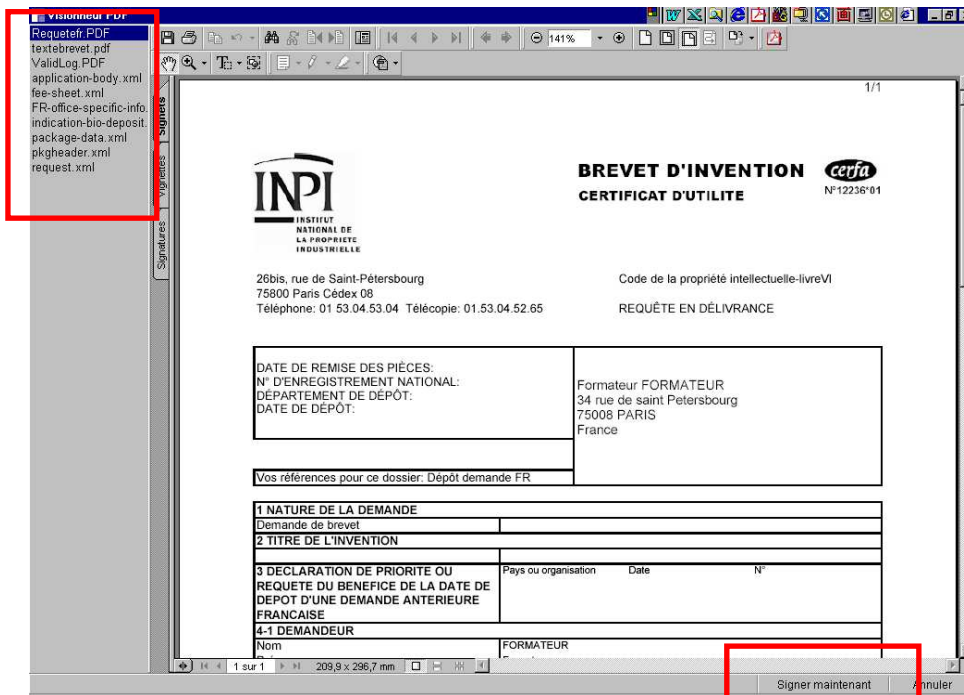 Visionneur PDF
Requetefr.PDF
textebrevet.pdf
ValidLog.PDF
application-body.xml
fee-sheet.xml
FR-office-specific-info.
indication-bio-deposit.
package-data.xml
pkgheader.xml
request.xml
141%
Signets
Vignettes
Signatures
1/1
INPI
INSTITUT
NATIONAL DE
LA PROPRIETE
INDUSTRIELLE
BREVET D'INVENTION
CERTIFICAT D'UTILITE
cerfa
N°12236*01
26bis, rue de Saint-Pétersbourg
75800 Paris Cédex 08
Téléphone: 01 53.04.53.04 Télécopie: 01.53.04.52.65
Code de la propriété intellectuelle-livreVI
REQUÊTE EN DÉLIVRANCE
DATE DE REMISE DES PIÈCES:
N° D'ENREGISTREMENT NATIONAL:
DÉPARTEMENT DE DÉPÔT:
DATE DE DÉPÔT:
Formateur FORMATEUR
34 rue de saint Petersbourg
75008 PARIS
France
Vos références pour ce dossier: Dépôt demande FR
1 NATURE DE LA DEMANDE
Demande de brevet
2 TITRE DE L'INVENTION
3 DECLARATION DE PRIORITE OU
REQUETE DU BENEFICE DE LA DATE DE
DEPOT D'UNE DEMANDE ANTERIEURE
FRANCAISE
Pays ou organisation Date N°
4-1 DEMANDEUR
Nom FORMATEUR
1 sur 1 209,9 x 296,7 mm
Signer maintenant Annuler